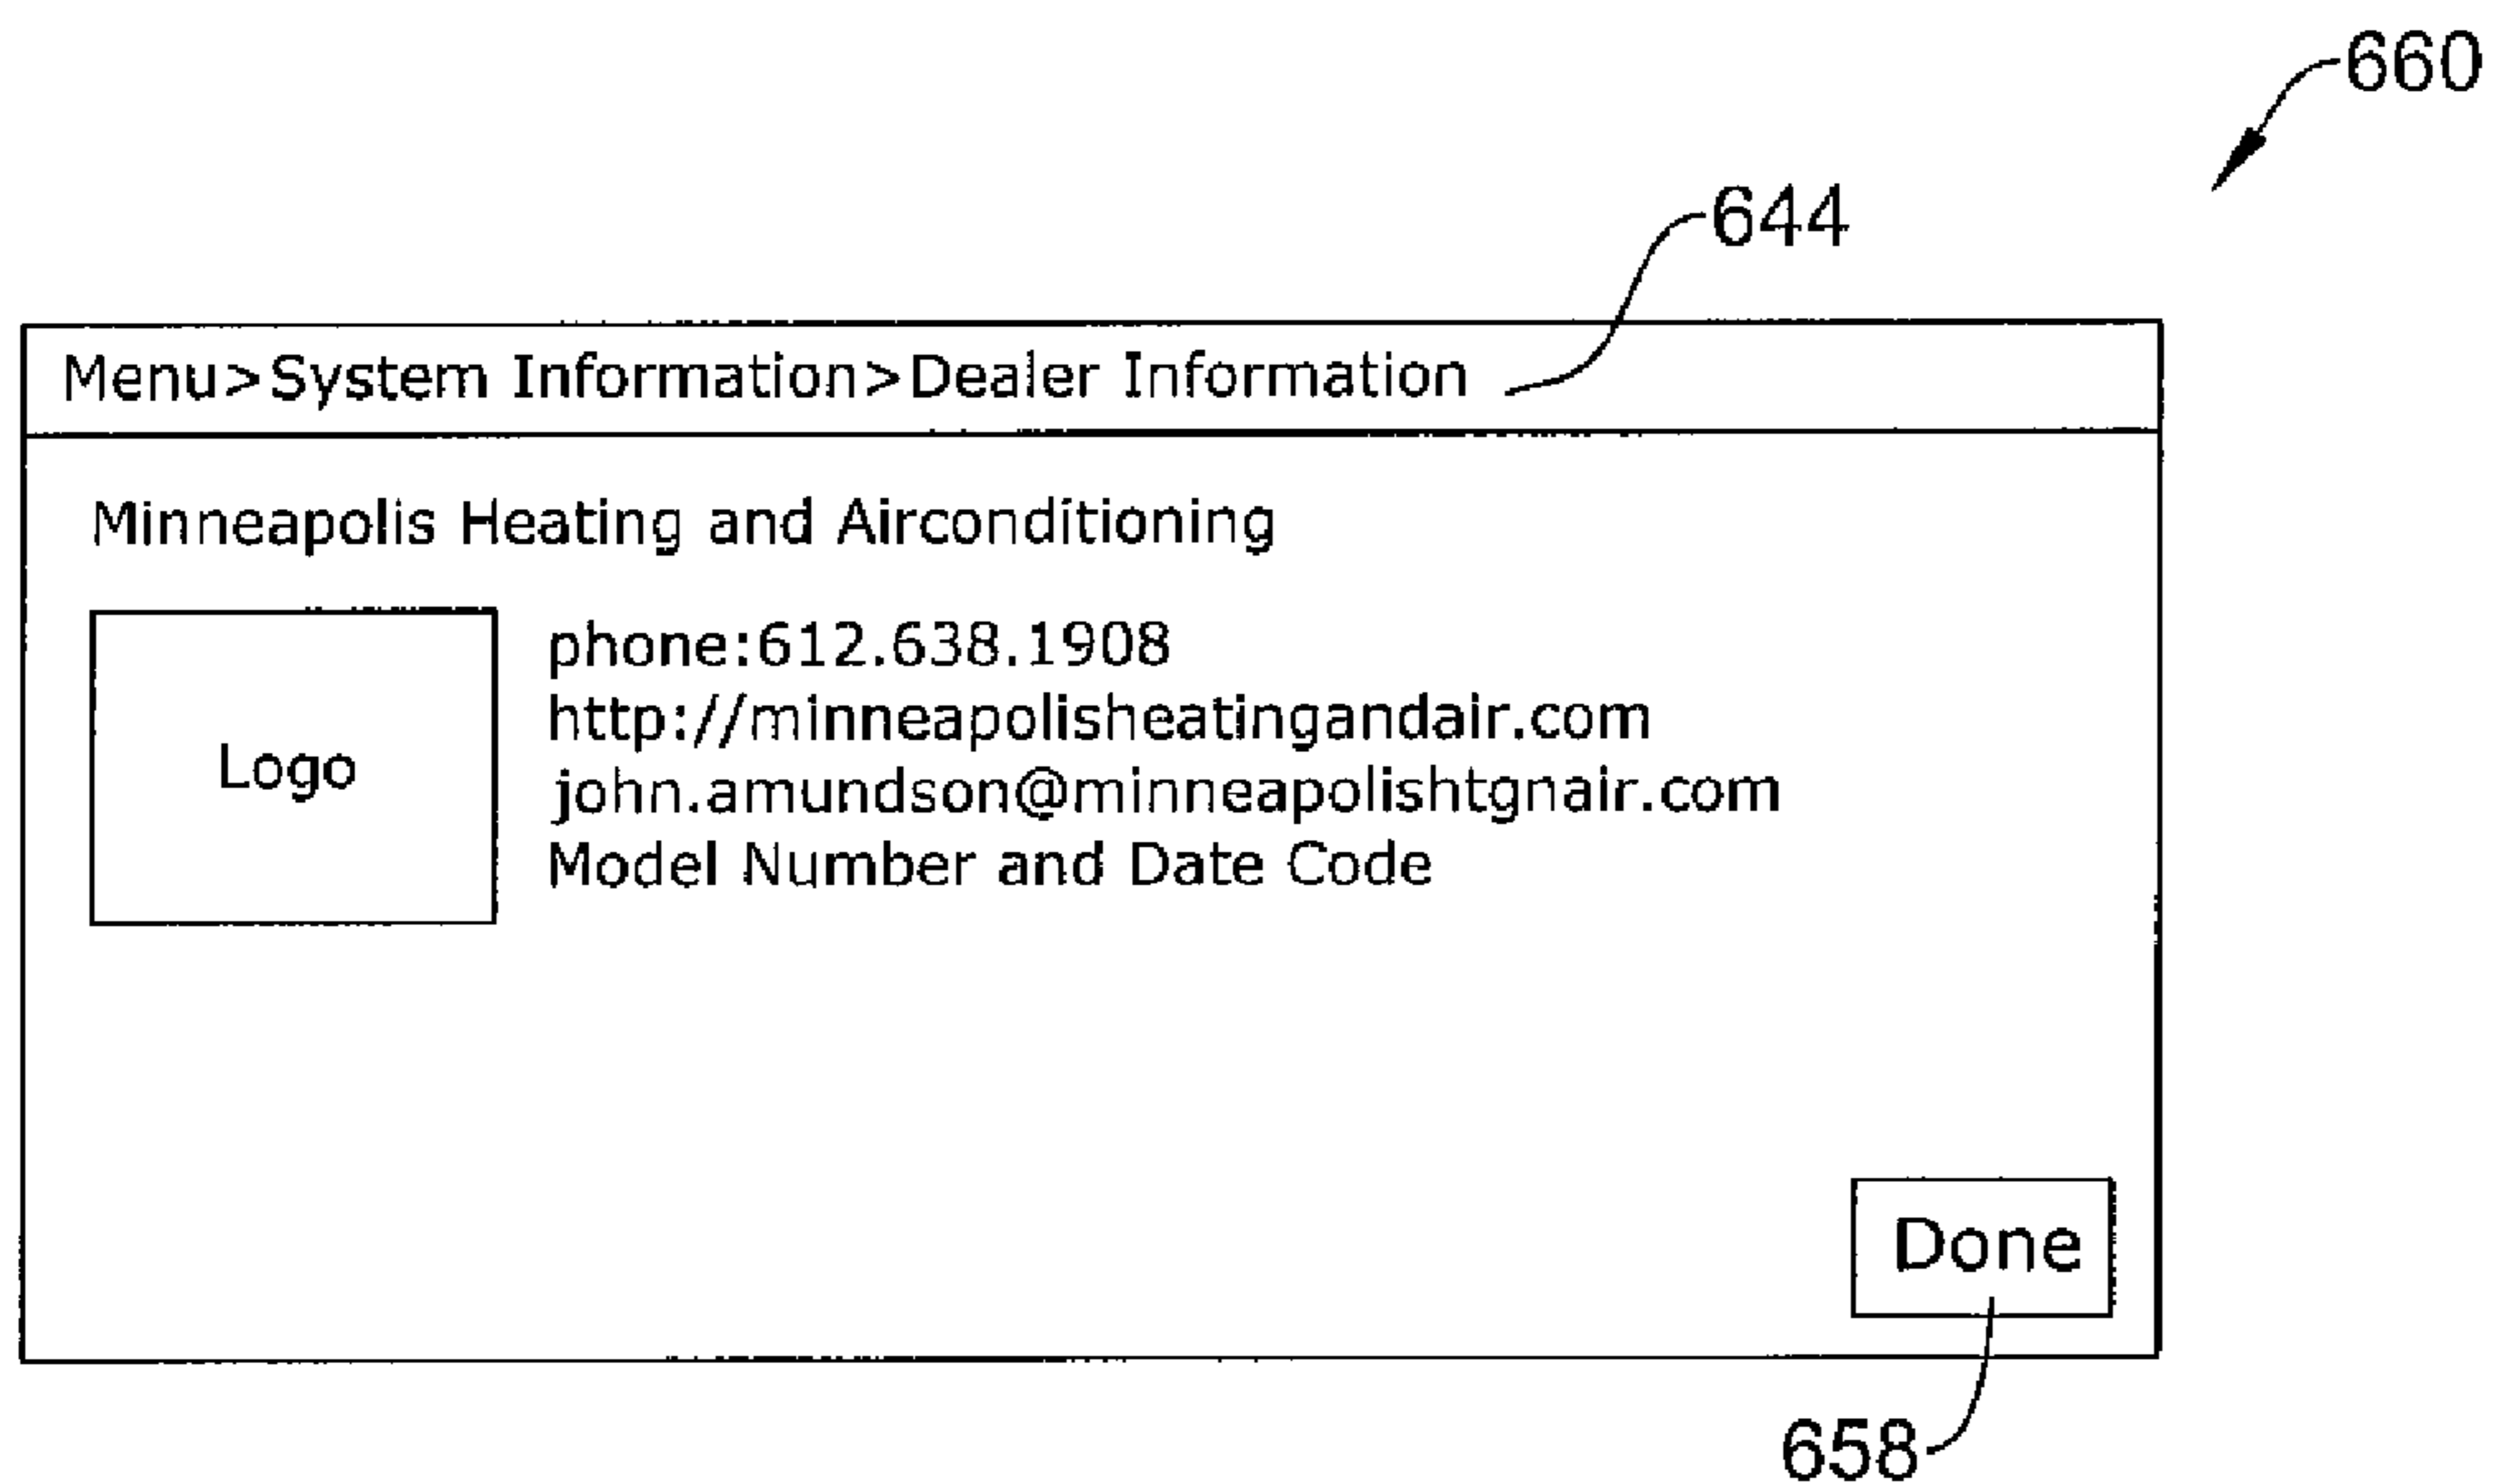 660
644
Menu>System Information>Dealer Information
Minneapolis Heating and Airconditioning
Logo
phone:612.638.1908
http://minneapolisheatingandair.com
john.amundson@minneapolishtgnair.com
Model Number and Date Code
Done
658